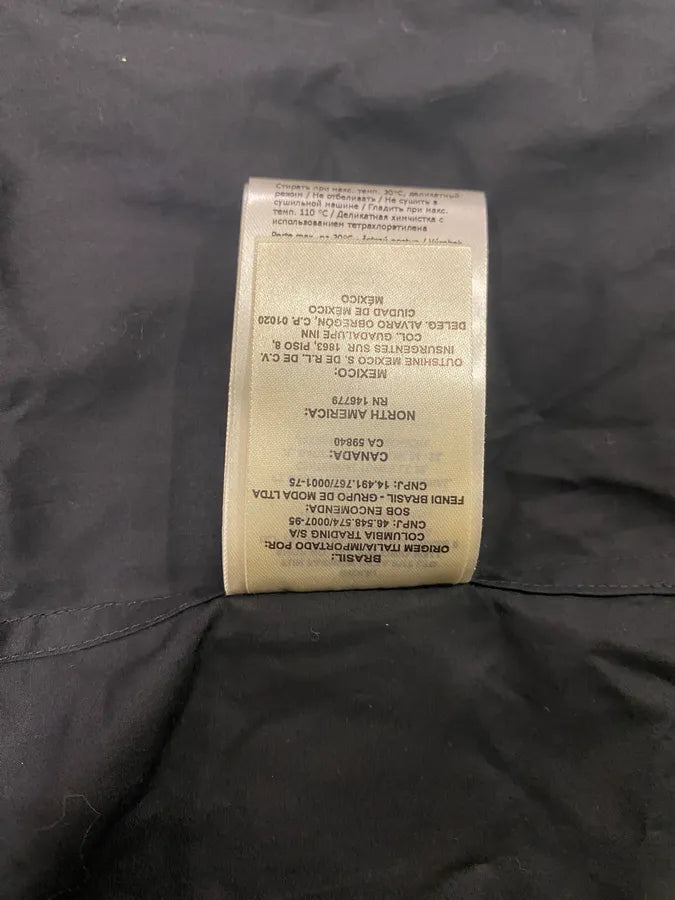 Стирать при макс. темп. 30°C, деликатный
режим / Не отбеливать / Не сушить в
сушильной машине / Гладить при макс.
темп. 110 °C / Деликатная химчистка с
использованием тетрахлорэтилена
BRASIL:
ORIGEM ITALIA/IMPORTADO POR:
COLUMBIA TRADING S/A
CNPJ: 46.548.574/0007-95
SOB ENCOMENDA:
FENDI BRASIL - GRUPO DE MODA LTDA
CNPJ: 14.491.767/0001-75
CANADA:
CA 59840
NORTH AMERICA:
RN 146779
MEXICO:
OUTSHINE MEXICO S. DE R.L. DE C.V.
INSURGENTES SUR 1863, PISO 8,
COL. GUADALUPE INN
DELEG. ALVARO OBREGÓN, C.P. 01020
CIUDAD DE MÉXICO
MÉXICO